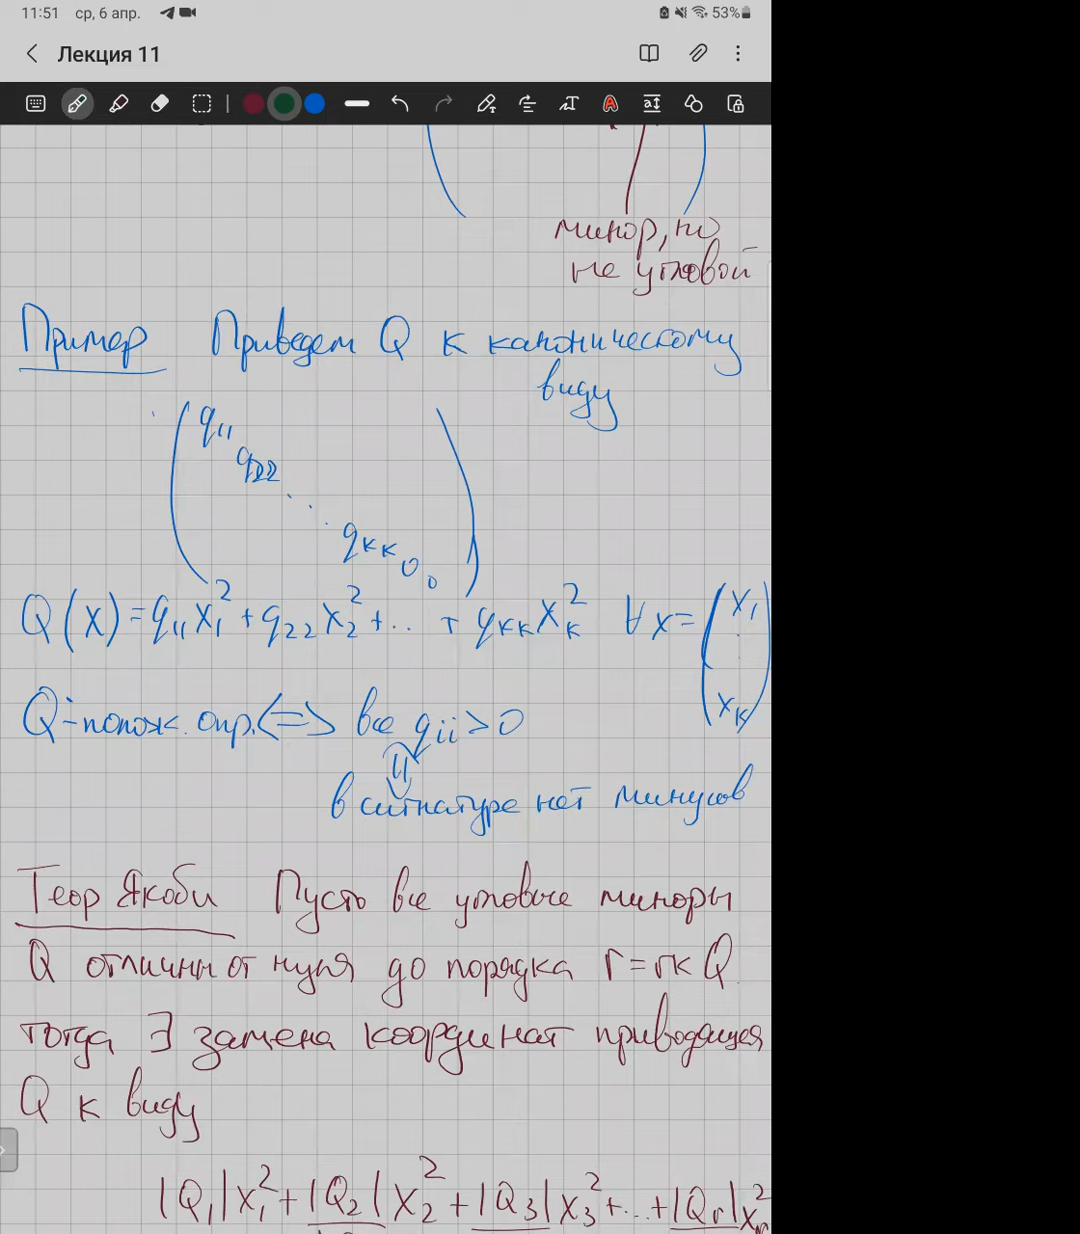 11:51 ср, 6 апр. 53%
Лекция 11
минор, но
не угловой
Пример Приведем Q к каноническому
виду
q₁₁
q₂₂
⋱
qₖₖ
0
0
Q(x) = q₁₁x₁² + q₂₂x₂² + ... + qₖₖxₖ² ∀x = (x₁ ⋮ xₖ)
Q - полож. опр. <=> все qᵢᵢ > 0
⇓
в сигнатуре нет минусов
Теор Якоби Пусть все угловые миноры
Q отличны от нуля до порядка r = rk Q
тогда ∃ замена координат приводящая
Q к виду
|Q₁|x₁² + |Q₂|x₂² + |Q₃|x₃² + ... + |Qᵣ|xᵣ²